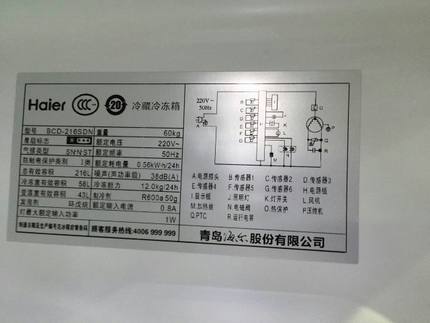 Haier CCC 20 冷藏冷冻箱
型号 BCD-216SDN 重量 60kg
星级标志 额定电压 220V~
气候类型 SN·N·ST 额定频率 50Hz
防触电保护类别 I类 额定耗电量 0.56kW·h/24h
总有效容积 216L 噪声(声功率级) 38dB(A)
冷冻室有效容积 58L 冷冻能力 12.0kg/24h
变温室有效容积 43L 制冷剂 R600a 50g
发泡剂 环戊烷 额定输入电流 0.8A
灯最大额定输入功率 1W
顾客服务热线:4006 999 999
220V~
50Hz
A.电源插头 B.传感器1 C.传感器2 D.传感器3
E.传感器4 F.传感器5 G.传感器6 H.电源板
I.显示板 J.照明灯 K.灯开关 L.风机
M.加热丝 N.电磁阀 O.热保护 P.压缩机
Q.PTC R.运行电容
青岛海尔股份有限公司